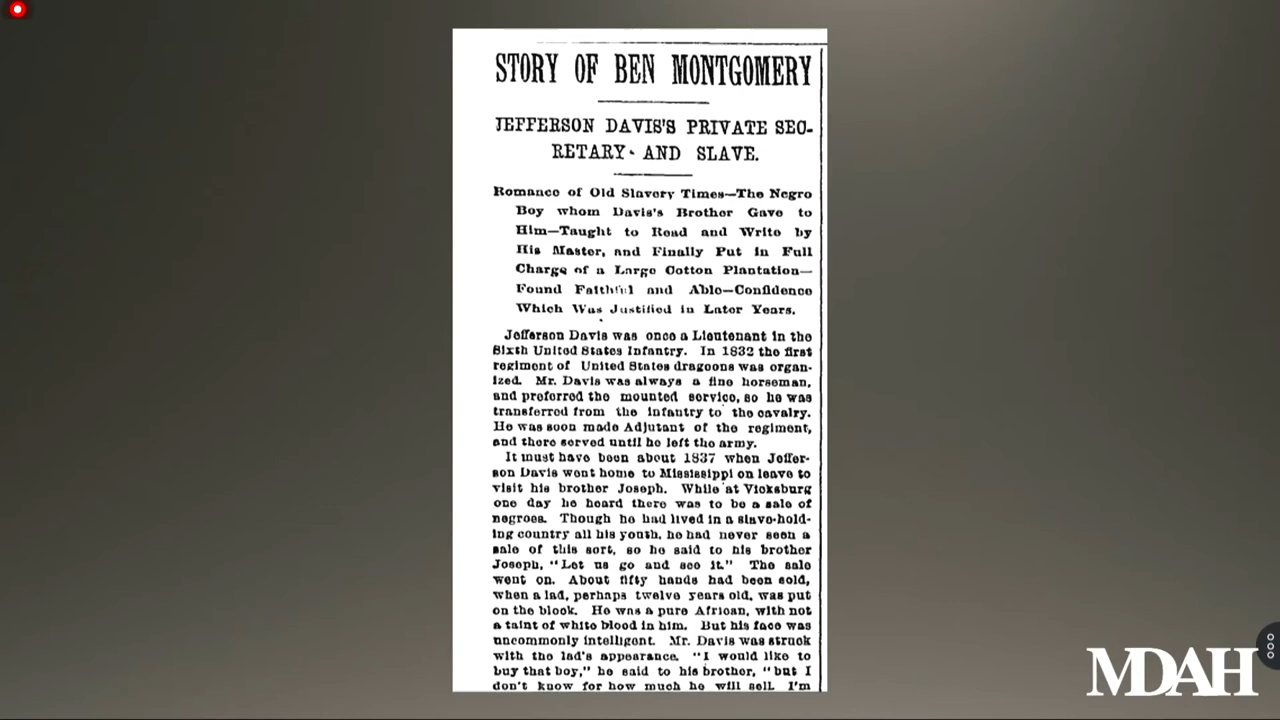 STORY OF BEN MONTGOMERY
JEFFERSON DAVIS'S PRIVATE SEC-
RETARY AND SLAVE.
Romance of Old Slavery Times—The Negro
Boy whom Davis's Brother Gave to
Him—Taught to Read and Write by
His Master, and Finally Put in Full
Charge of a Large Cotton Plantation—
Found Faithful and Able—Confidence
Which Was Justified in Later Years.
Jefferson Davis was once a Lieutenant in the
Sixth United States Infantry. In 1832 the first
regiment of United States dragoons was organ-
ized. Mr. Davis was always a fine horseman,
and preferred the mounted service, so he was
transferred from the infantry to the cavalry.
He was soon made Adjutant of the regiment,
and there served until he left the army.
It must have been about 1837 when Jeffer-
son Davis went home to Mississippi on leave to
visit his brother Joseph. While at Vicksburg
one day he heard there was to be a sale of
negroes. Though he had lived in a slave-hold-
ing country all his youth, he had never seen a
sale of this sort, so he said to his brother
Joseph, "Let us go and see it." The sale
went on. About fifty hands had been sold,
when a lad, perhaps twelve years old, was put
on the block. He was a pure African, with not
a taint of white blood in him. But his face was
uncommonly intelligent. Mr. Davis was struck
with the lad's appearance. "I would like to
buy that boy," he said to his brother, "but I
don't know for how much he will sell. I'm
MDAH